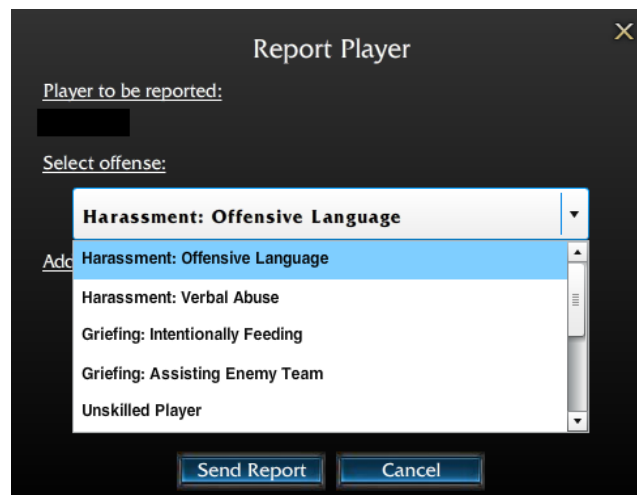 Report Player
X
Player to be reported:
Select offense:
Harassment: Offensive Language
Add
Harassment: Offensive Language
Harassment: Verbal Abuse
Griefing: Intentionally Feeding
Griefing: Assisting Enemy Team
Unskilled Player
Send Report
Cancel